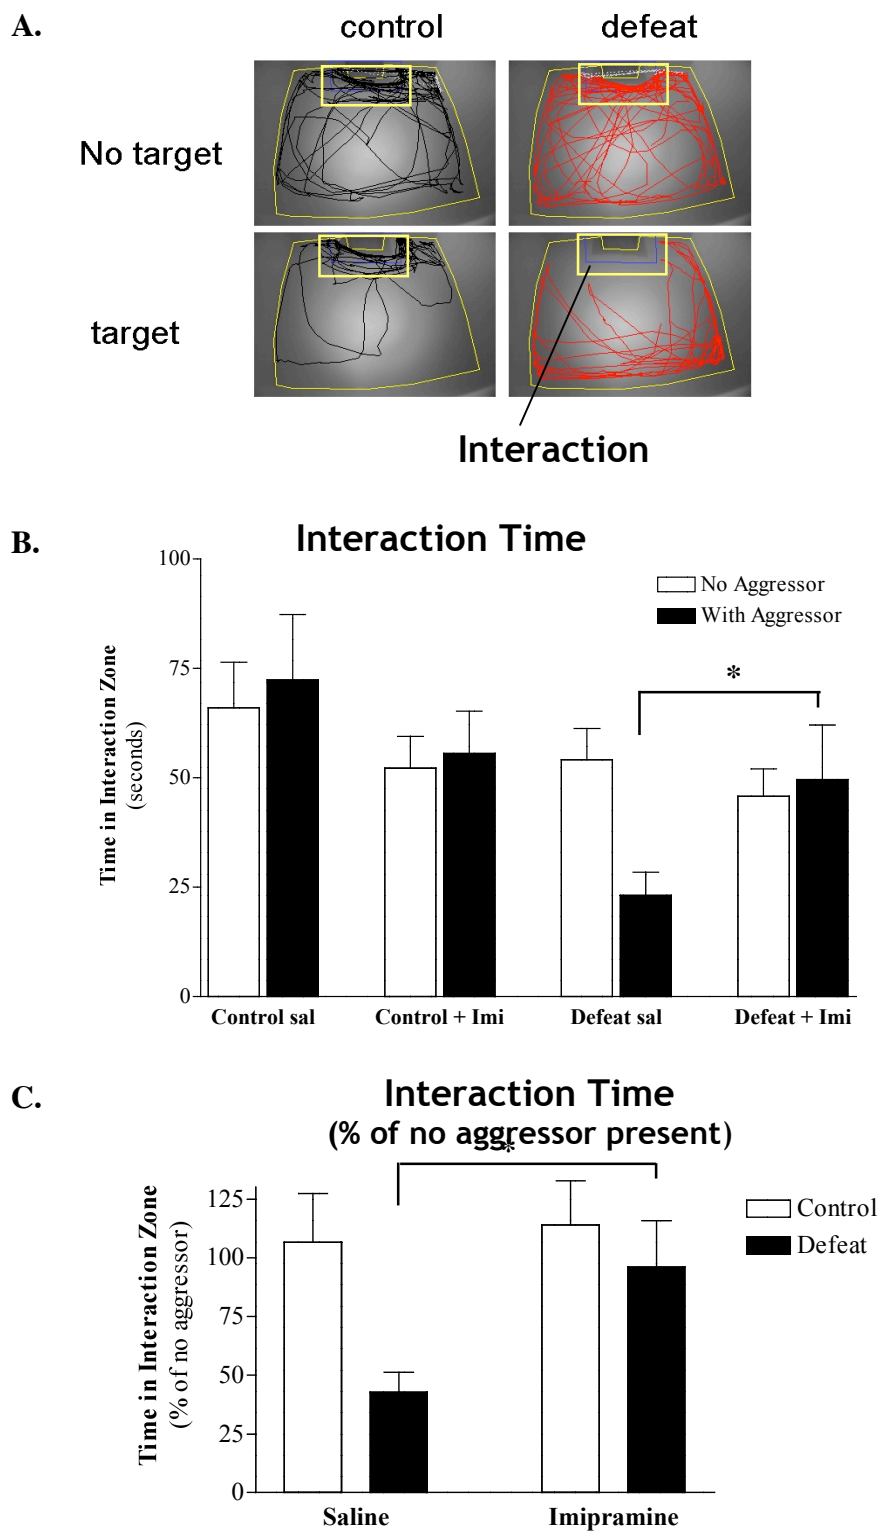 A.
control defeat
No target
target
Interaction
B.
Interaction Time
100
75
50
25
0
Time in Interaction Zone
(seconds)
No Aggressor
With Aggressor
*
Control sal Control + Imi Defeat sal Defeat + Imi
C.
Interaction Time
(% of no aggressor present)
*
125
100
75
50
25
0
Time in Interaction Zone
(% of no aggressor)
Control
Defeat
Saline Imipramine